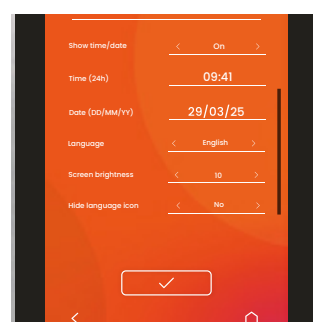 Show time/date < On >
Time (24h) 09:41
Date (DD/MM/YY) 29/03/25
Language < English >
Screen brightness < 10 >
Hide language icon < No >